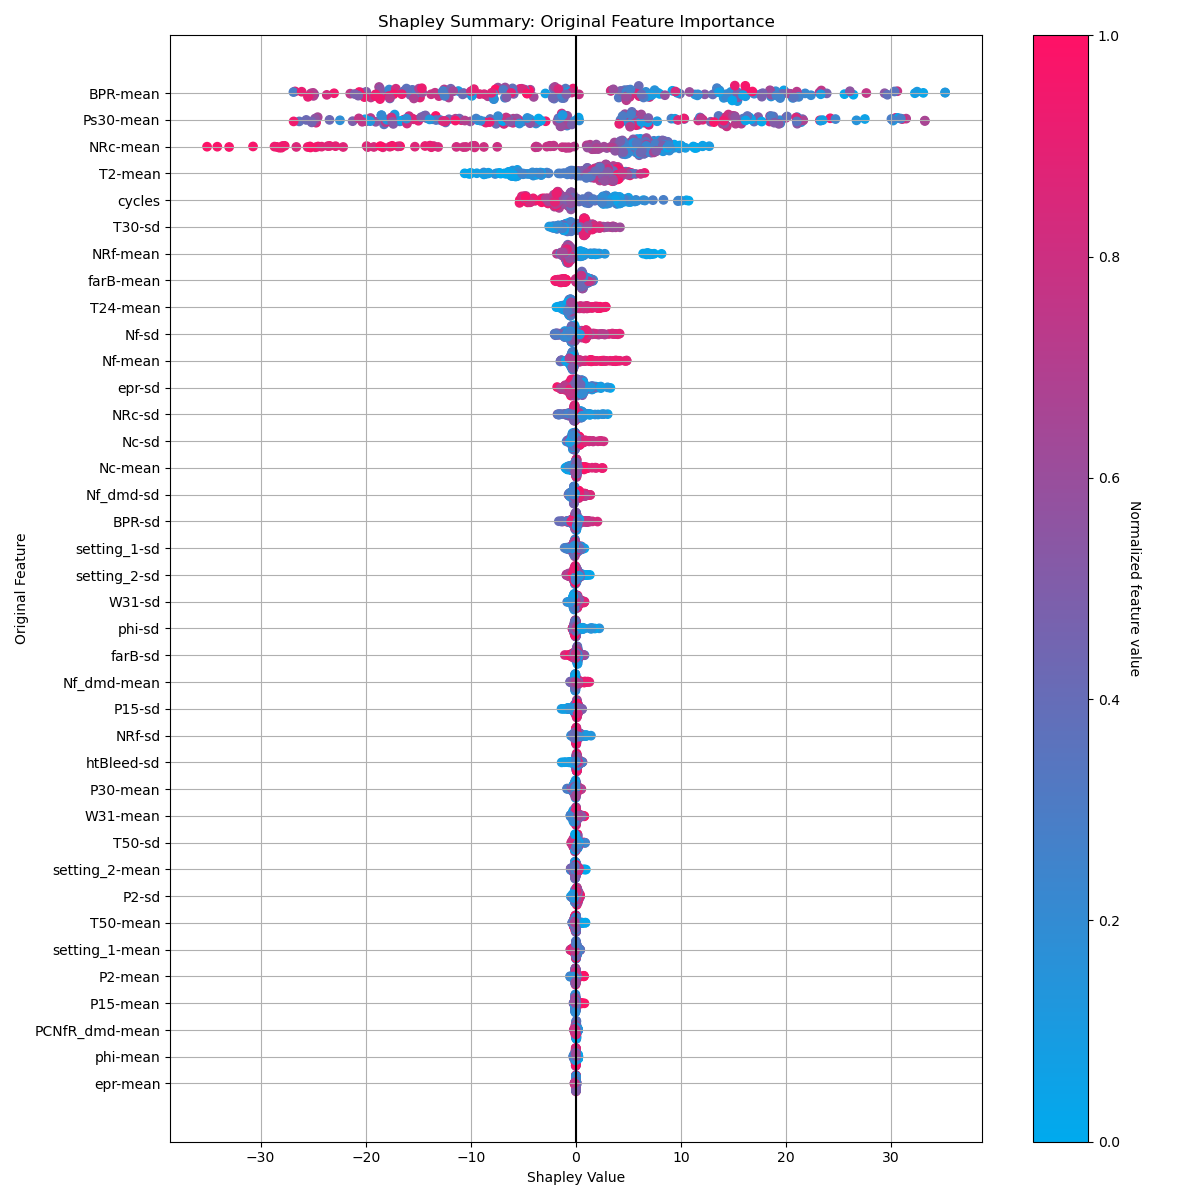 Shapley Summary: Original Feature Importance
BPR-mean
Ps30-mean
NRc-mean
T2-mean
cycles
T30-sd
NRf-mean
farB-mean
T24-mean
Nf-sd
Nf-mean
epr-sd
NRc-sd
Nc-sd
Nc-mean
Nf_dmd-sd
BPR-sd
setting_1-sd
setting_2-sd
W31-sd
phi-sd
farB-sd
Nf_dmd-mean
P15-sd
NRf-sd
htBleed-sd
P30-mean
W31-mean
T50-sd
setting_2-mean
P2-sd
T50-mean
setting_1-mean
P2-mean
P15-mean
PCNfR_dmd-mean
phi-mean
epr-mean
Original Feature
−30 −20 −10 0 10 20 30
Shapley Value
1.0
0.8
0.6
0.4
0.2
0.0
Normalized feature value